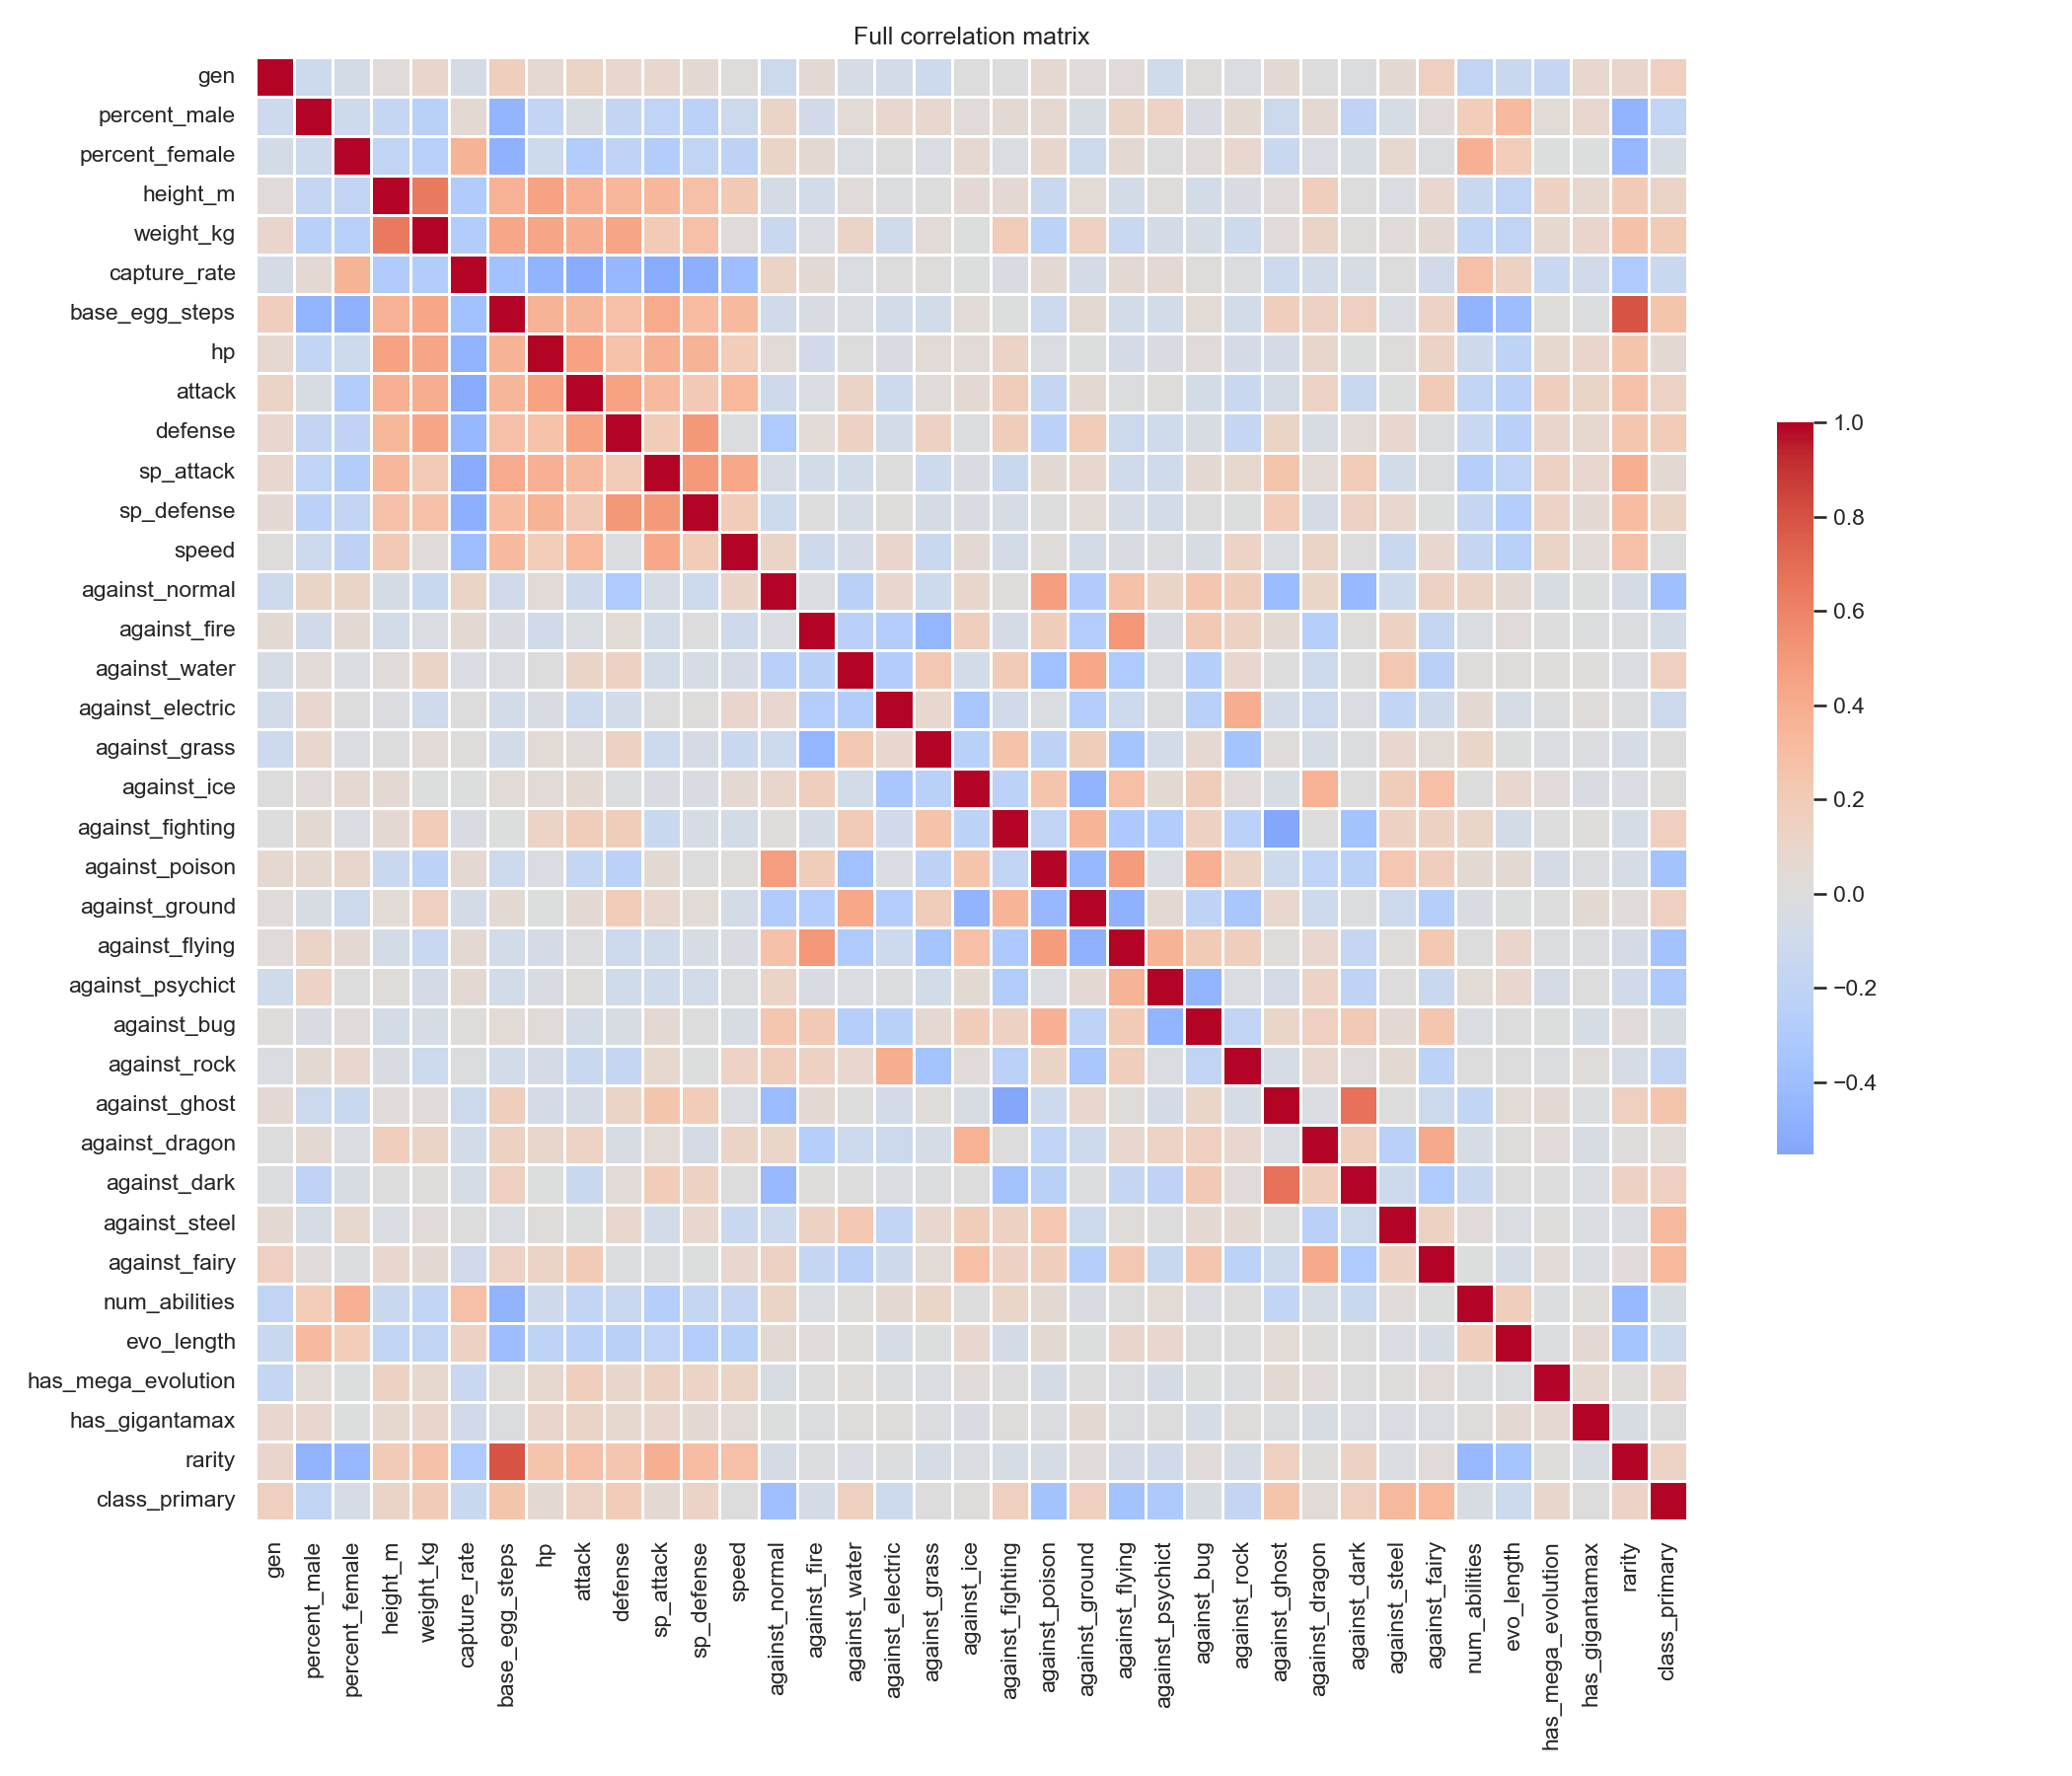 Full correlation matrix
gen
percent_male
percent_female
height_m
weight_kg
capture_rate
base_egg_steps
hp
attack
defense
sp_attack
sp_defense
speed
against_normal
against_fire
against_water
against_electric
against_grass
against_ice
against_fighting
against_poison
against_ground
against_flying
against_psychict
against_bug
against_rock
against_ghost
against_dragon
against_dark
against_steel
against_fairy
num_abilities
evo_length
has_mega_evolution
has_gigantamax
rarity
class_primary
gen
percent_male
percent_female
height_m
weight_kg
capture_rate
base_egg_steps
hp
attack
defense
sp_attack
sp_defense
speed
against_normal
against_fire
against_water
against_electric
against_grass
against_ice
against_fighting
against_poison
against_ground
against_flying
against_psychict
against_bug
against_rock
against_ghost
against_dragon
against_dark
against_steel
against_fairy
num_abilities
evo_length
has_mega_evolution
has_gigantamax
rarity
class_primary
1.0
0.8
0.6
0.4
0.2
0.0
−0.2
−0.4